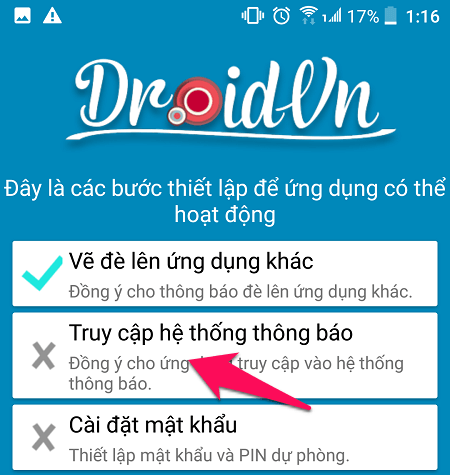 17% 1:16
DroidVn
Đây là các bước thiết lập để ứng dụng có thể
hoạt động
Vẽ đè lên ứng dụng khác
Đồng ý cho thông báo đè lên ứng dụng khác.
Truy cập hệ thống thông báo
Đồng ý cho ứng truy cập vào hệ thống
thông báo.
Cài đặt mật khẩu
Thiết lập mật khẩu và PIN dự phòng.